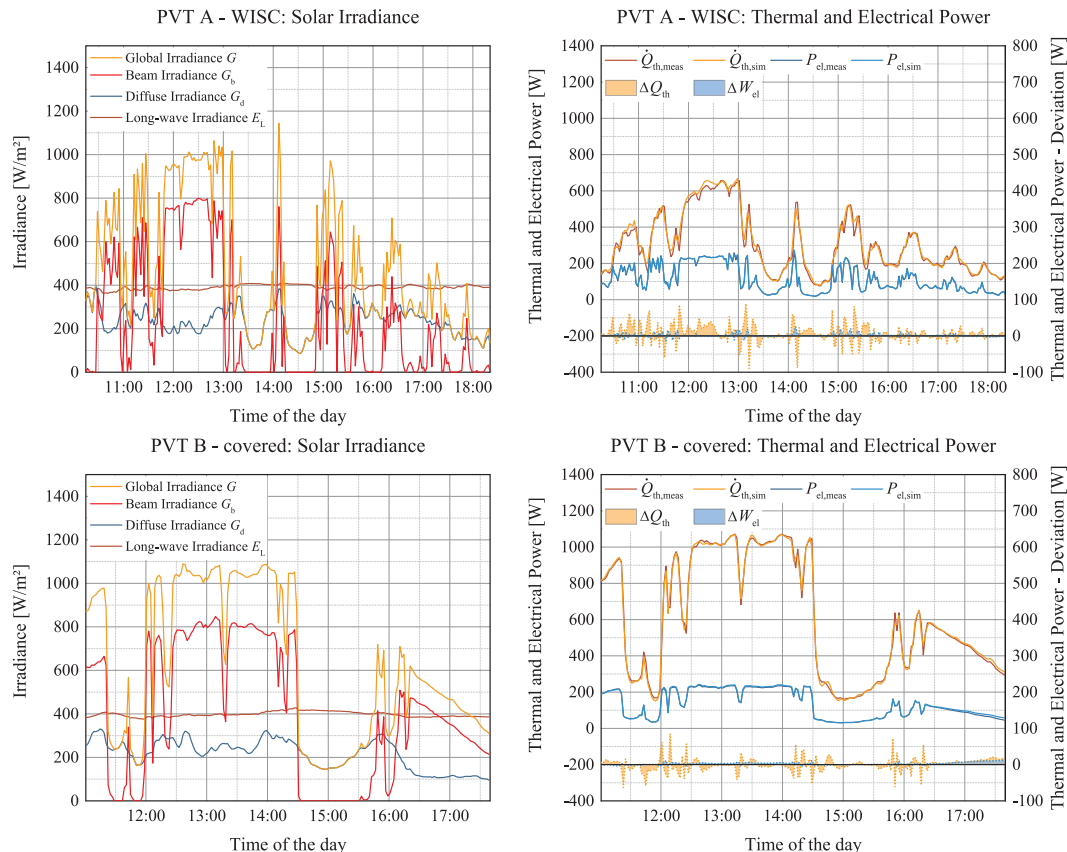 PVT A - WISC: Solar Irradiance
Irradiance [W/m²]
1400
1200
1000
800
600
400
200
0
Global Irradiance G
Beam Irradiance G_b
Diffuse Irradiance G_d
Long-wave Irradiance E_L
11:00 12:00 13:00 14:00 15:00 16:00 17:00 18:00
Time of the day
PVT A - WISC: Thermal and Electrical Power
Thermal and Electrical Power [W]
1400
1200
1000
800
600
400
200
0
-200
-400
Q̇_th,meas Q̇_th,sim P_el,meas P_el,sim
ΔQ_th ΔW_el
800
700
600
500
400
300
200
100
0
-100
Thermal and Electrical Power - Deviation [W]
11:00 12:00 13:00 14:00 15:00 16:00 17:00 18:00
Time of the day
PVT B - covered: Solar Irradiance
Irradiance [W/m²]
1400
1200
1000
800
600
400
200
0
Global Irradiance G
Beam Irradiance G_b
Diffuse Irradiance G_d
Long-wave Irradiance E_L
12:00 13:00 14:00 15:00 16:00 17:00
Time of the day
PVT B - covered: Thermal and Electrical Power
Thermal and Electrical Power [W]
1400
1200
1000
800
600
400
200
0
-200
-400
Q̇_th,meas Q̇_th,sim P_el,meas P_el,sim
ΔQ_th ΔW_el
800
700
600
500
400
300
200
100
0
-100
Thermal and Electrical Power - Deviation [W]
12:00 13:00 14:00 15:00 16:00 17:00
Time of the day